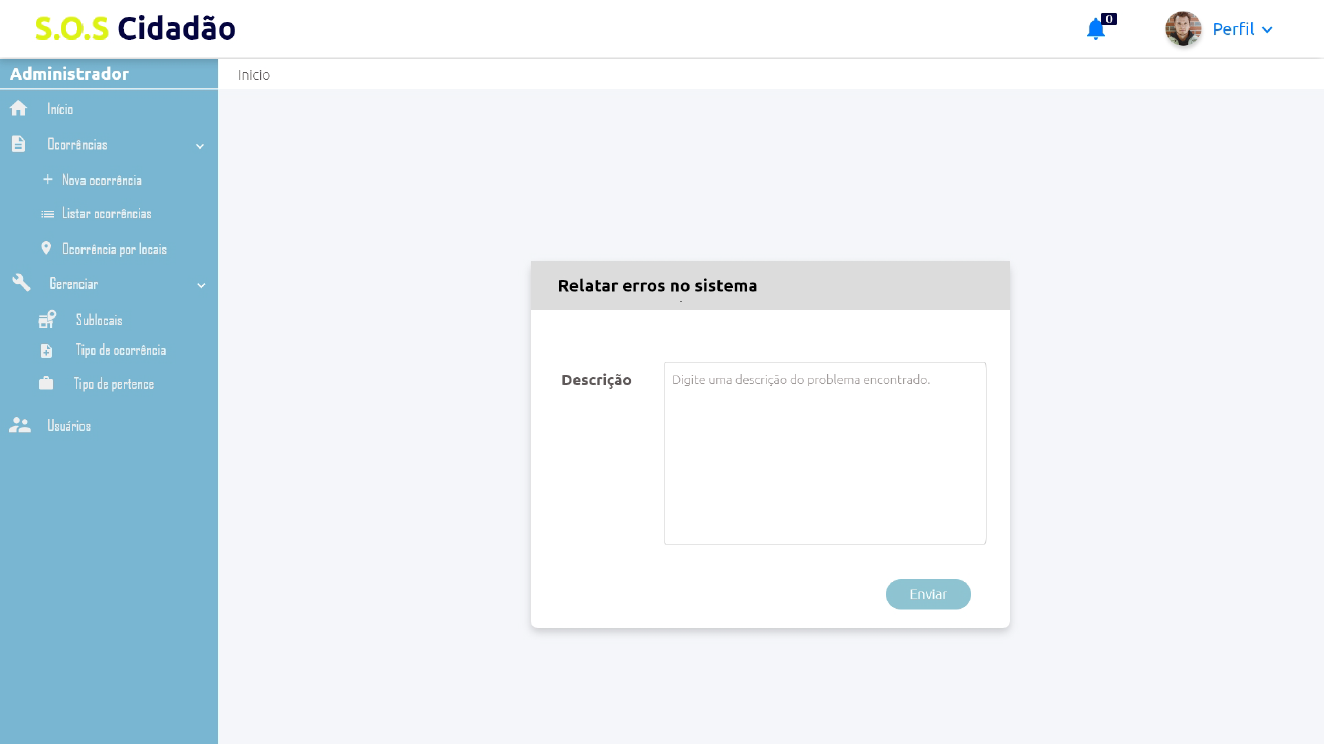 S.O.S Cidadão
0
Perfil
Administrador
Inicio
Início
Ocorrências
Nova ocorrência
Listar ocorrências
Ocorrência por locais
Gerenciar
Sublocais
Tiipo de ocorrência
Tipo de pertence
Usuários
Relatar erros no sistema
Descrição
Digite uma descrição do problema encontrado.
Enviar